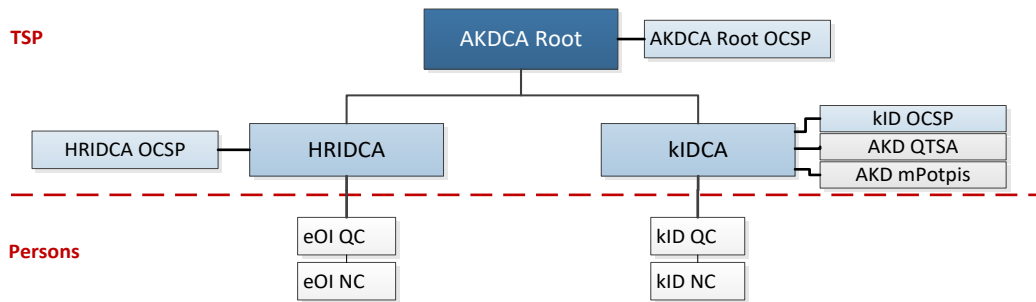 TSP
AKDCA Root
AKDCA Root OCSP
HRIDCA OCSP
HRIDCA
kIDCA
kID OCSP
AKD QTSA
AKD mPotpis
Persons
eOI QC
eOI NC
kID QC
kID NC